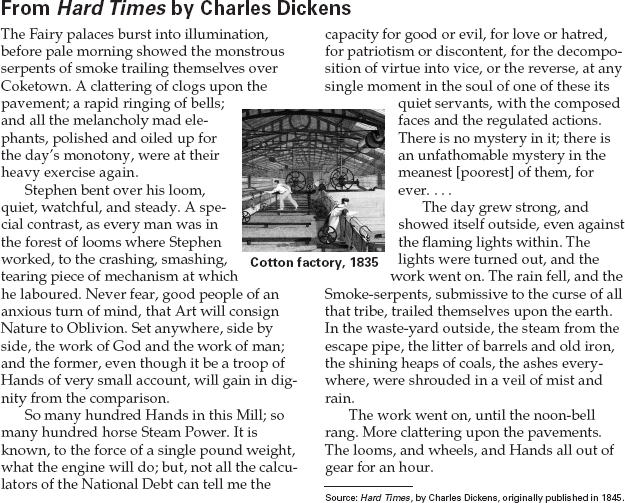 From Hard Times by Charles Dickens
The Fairy palaces burst into illumination,
before pale morning showed the monstrous
serpents of smoke trailing themselves over
Coketown. A clattering of clogs upon the
pavement; a rapid ringing of bells;
and all the melancholy mad ele-
phants, polished and oiled up for
the day's monotony, were at their
heavy exercise again.
Stephen bent over his loom,
quiet, watchful, and steady. A spe-
cial contrast, as every man was in
the forest of looms where Stephen
worked, to the crashing, smashing,
tearing piece of mechanism at which
he laboured. Never fear, good people of an
anxious turn of mind, that Art will consign
Nature to Oblivion. Set anywhere, side by
side, the work of God and the work of man;
and the former, even though it be a troop of
Hands of very small account, will gain in dig-
nity from the comparison.
So many hundred Hands in this Mill; so
many hundred horse Steam Power. It is
known, to the force of a single pound weight,
what the engine will do; but, not all the calcu-
lators of the National Debt can tell me the
Cotton factory, 1835
capacity for good or evil, for love or hatred,
for patriotism or discontent, for the decompo-
sition of virtue into vice, or the reverse, at any
single moment in the soul of one of these its
quiet servants, with the composed
faces and the regulated actions.
There is no mystery in it; there is
an unfathomable mystery in the
meanest [poorest] of them, for
ever. . . .
The day grew strong, and
showed itself outside, even against
the flaming lights within. The
lights were turned out, and the
work went on. The rain fell, and the
Smoke-serpents, submissive to the curse of all
that tribe, trailed themselves upon the earth.
In the waste-yard outside, the steam from the
escape pipe, the litter of barrels and old iron,
the shining heaps of coals, the ashes every-
where, were shrouded in a veil of mist and
rain.
The work went on, until the noon-bell
rang. More clattering upon the pavements.
The looms, and wheels, and Hands all out of
gear for an hour.
Source: Hard Times, by Charles Dickens, originally published in 1845.